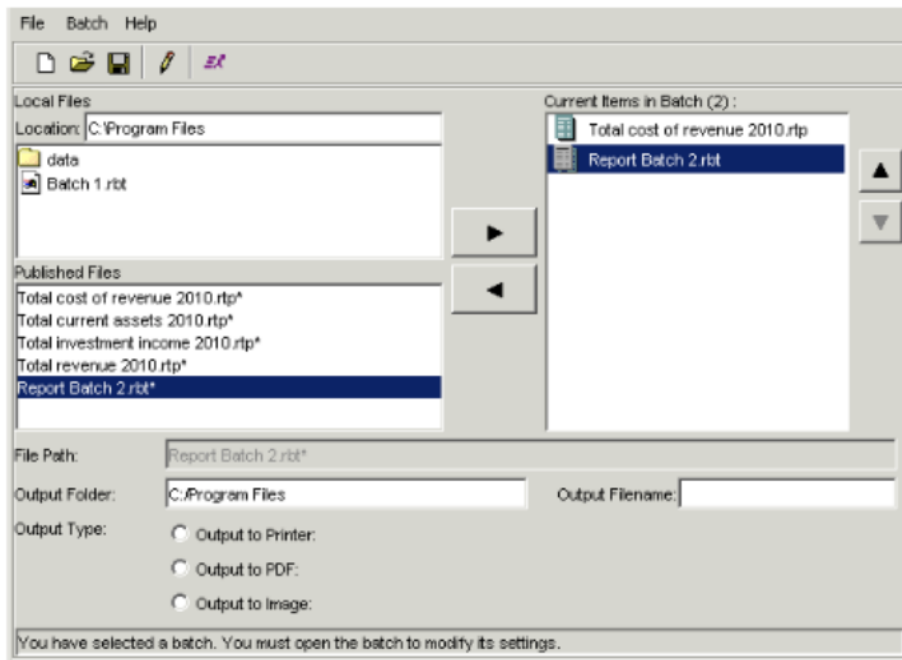 File Batch Help
Local Files
Location: C:\Program Files
data
Batch 1.rbt
Published Files
Total cost of revenue 2010.rtp*
Total current assets 2010.rtp*
Total investment income 2010.rtp*
Total revenue 2010.rtp*
Report Batch 2.rbt*
Current Items in Batch (2) :
Total cost of revenue 2010.rtp
Report Batch 2.rbt
File Path: Report Batch 2.rbt*
Output Folder: C:/Program Files Output Filename:
Output Type: Output to Printer:
Output to PDF:
Output to Image:
You have selected a batch. You must open the batch to modify its settings.